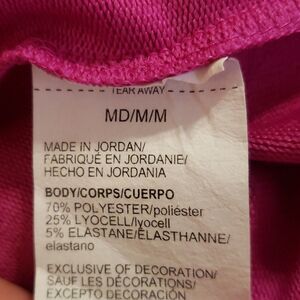 TEAR AWAY
MD/M/M
MADE IN JORDAN/
FABRIQUÉ EN JORDANIE/
HECHO EN JORDANIA
BODY/CORPS/CUERPO
70% POLYESTER/poliéster
25% LYOCELL/lyocell
5% ELASTANE/ÉLASTHANNE/
elastano
EXCLUSIVE OF DECORATION/
SAUF LES DÉCORATIONS/
EXCEPTO DECORACIÓN